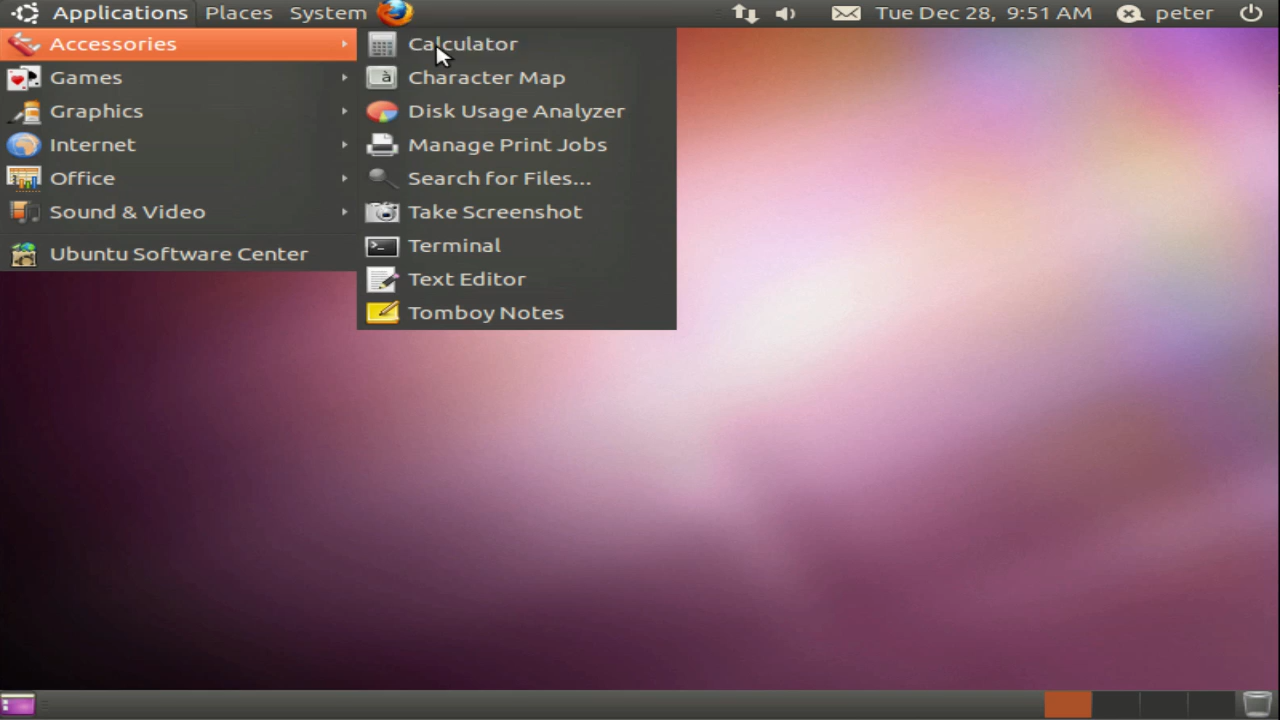 Applications Places System Tue Dec 28, 9:51 AM peter
Accessories
Games
Graphics
Internet
Office
Sound & Video
Ubuntu Software Center
Calculator
Character Map
Disk Usage Analyzer
Manage Print Jobs
Search for Files...
Take Screenshot
Terminal
Text Editor
Tomboy Notes